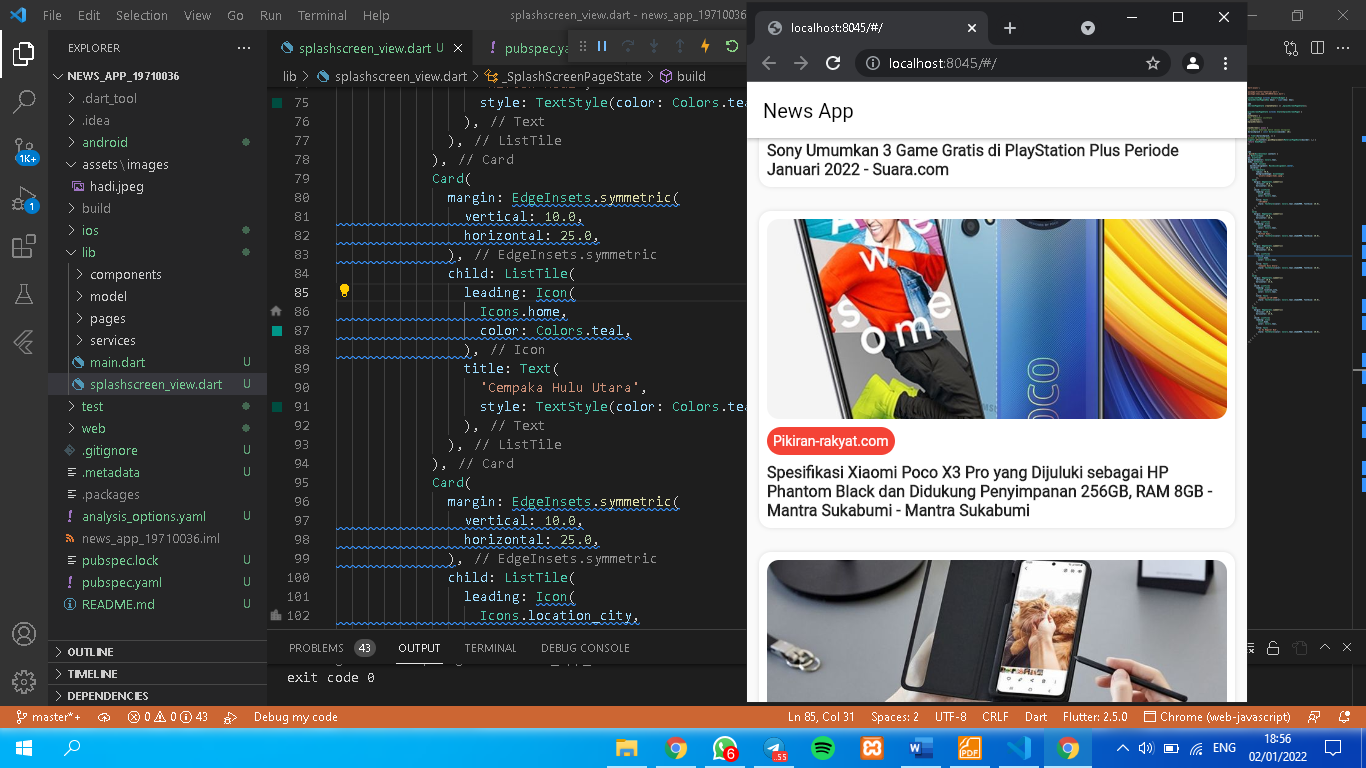 File Edit Selection View Go Run Terminal Help
splashscreen_view.dart - news_app_19710036
EXPLORER
NEWS_APP_19710036
.dart_tool
.idea
android
assets\images
hadi.jpeg
build
ios
lib
components
model
pages
services
main.dart U
splashscreen_view.dart U
test
web
.gitignore U
.metadata U
.packages
analysis_options.yaml U
news_app_19710036.iml
pubspec.lock U
pubspec.yaml U
README.md U
OUTLINE
TIMELINE
DEPENDENCIES
1K+
1
splashscreen_view.dart U
pubspec.ya
lib > splashscreen_view.dart > _SplashScreenPageState > build
75 style: TextStyle(color: Colors.tea
76 ), // Text
77 ), // ListTile
78 ), // Card
79 Card(
80 margin: EdgeInsets.symmetric(
81 vertical: 10.0,
82 horizontal: 25.0,
83 ), // EdgeInsets.symmetric
84 child: ListTile(
85 leading: Icon(
86 Icons.home,
87 color: Colors.teal,
88 ), // Icon
89 title: Text(
90 "Cempaka Hulu Utara",
91 style: TextStyle(color: Colors.tea
92 ), // Text
93 ), // ListTile
94 ), // Card
95 Card(
96 margin: EdgeInsets.symmetric(
97 vertical: 10.0,
98 horizontal: 25.0,
99 ), // EdgeInsets.symmetric
100 child: ListTile(
101 leading: Icon(
102 Icons.location_city,
PROBLEMS 43 OUTPUT TERMINAL DEBUG CONSOLE
exit code 0
localhost:8045/#/
localhost:8045/#/
News App
Sony Umumkan 3 Game Gratis di PlayStation Plus Periode
Januari 2022 - Suara.com
w
some
POCO
Pikiran-rakyat.com
Spesifikasi Xiaomi Poco X3 Pro yang Dijuluki sebagai HP
Phantom Black dan Didukung Penyimpanan 256GB, RAM 8GB -
Mantra Sukabumi - Mantra Sukabumi
master*+ 0 0 43 Debug my code
Ln 85, Col 31 Spaces: 2 UTF-8 CRLF Dart Flutter: 2.5.0 Chrome (web-javascript)
6
..55
PDF
ENG
18:56
02/01/2022